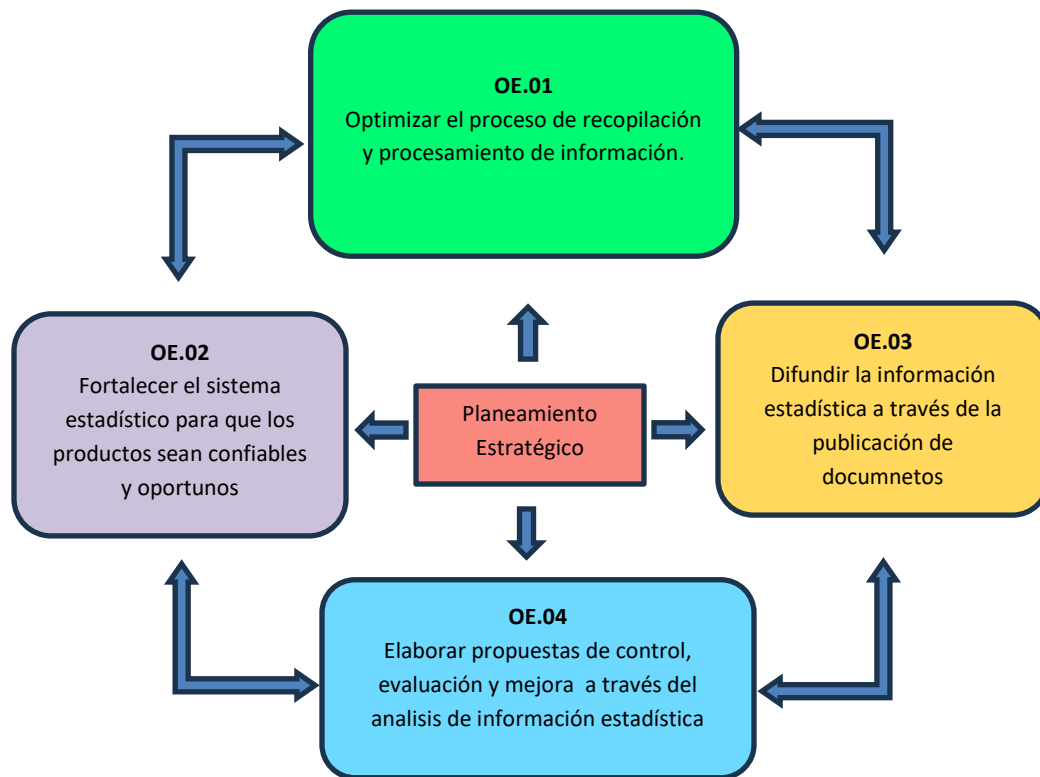 OE.01
Optimizar el proceso de recopilación
y procesamiento de información.
OE.02
Fortalecer el sistema
estadístico para que los
productos sean confiables
y oportunos
Planeamiento
Estratégico
OE.03
Difundir la información
estadística a través de la
publicación de
documnetos
OE.04
Elaborar propuestas de control,
evaluación y mejora  a través del
analisis de información estadística